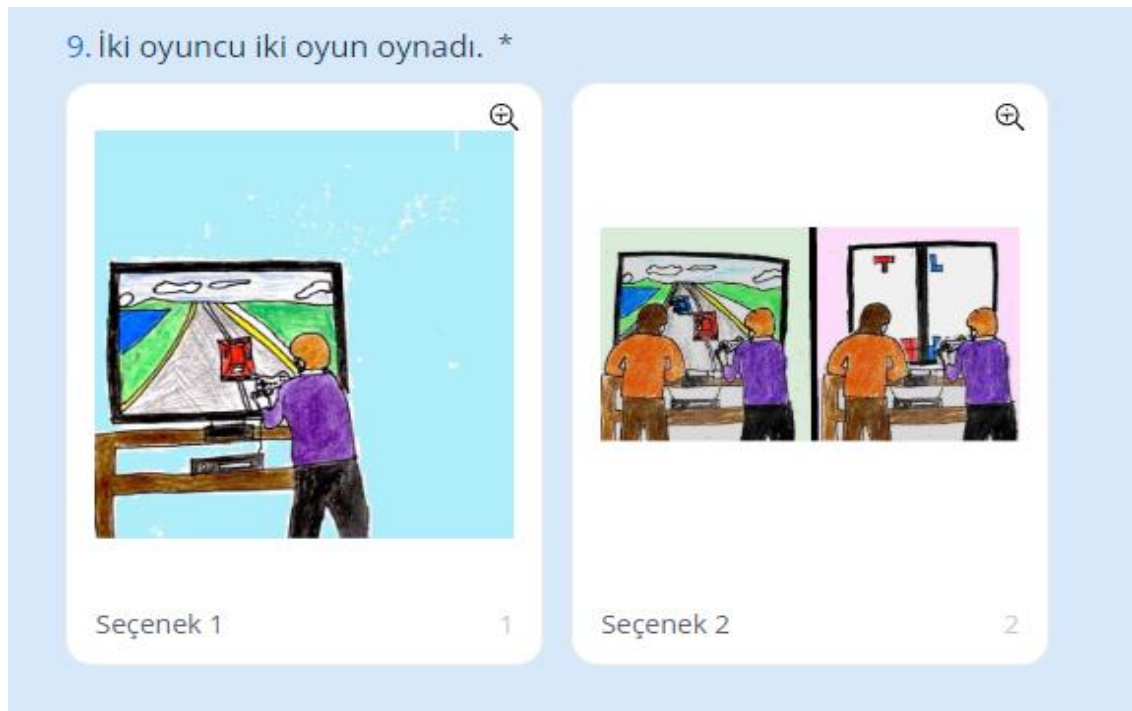 9. İki oyuncu iki oyun oynadı. *
Seçenek 1 1
Seçenek 2 2